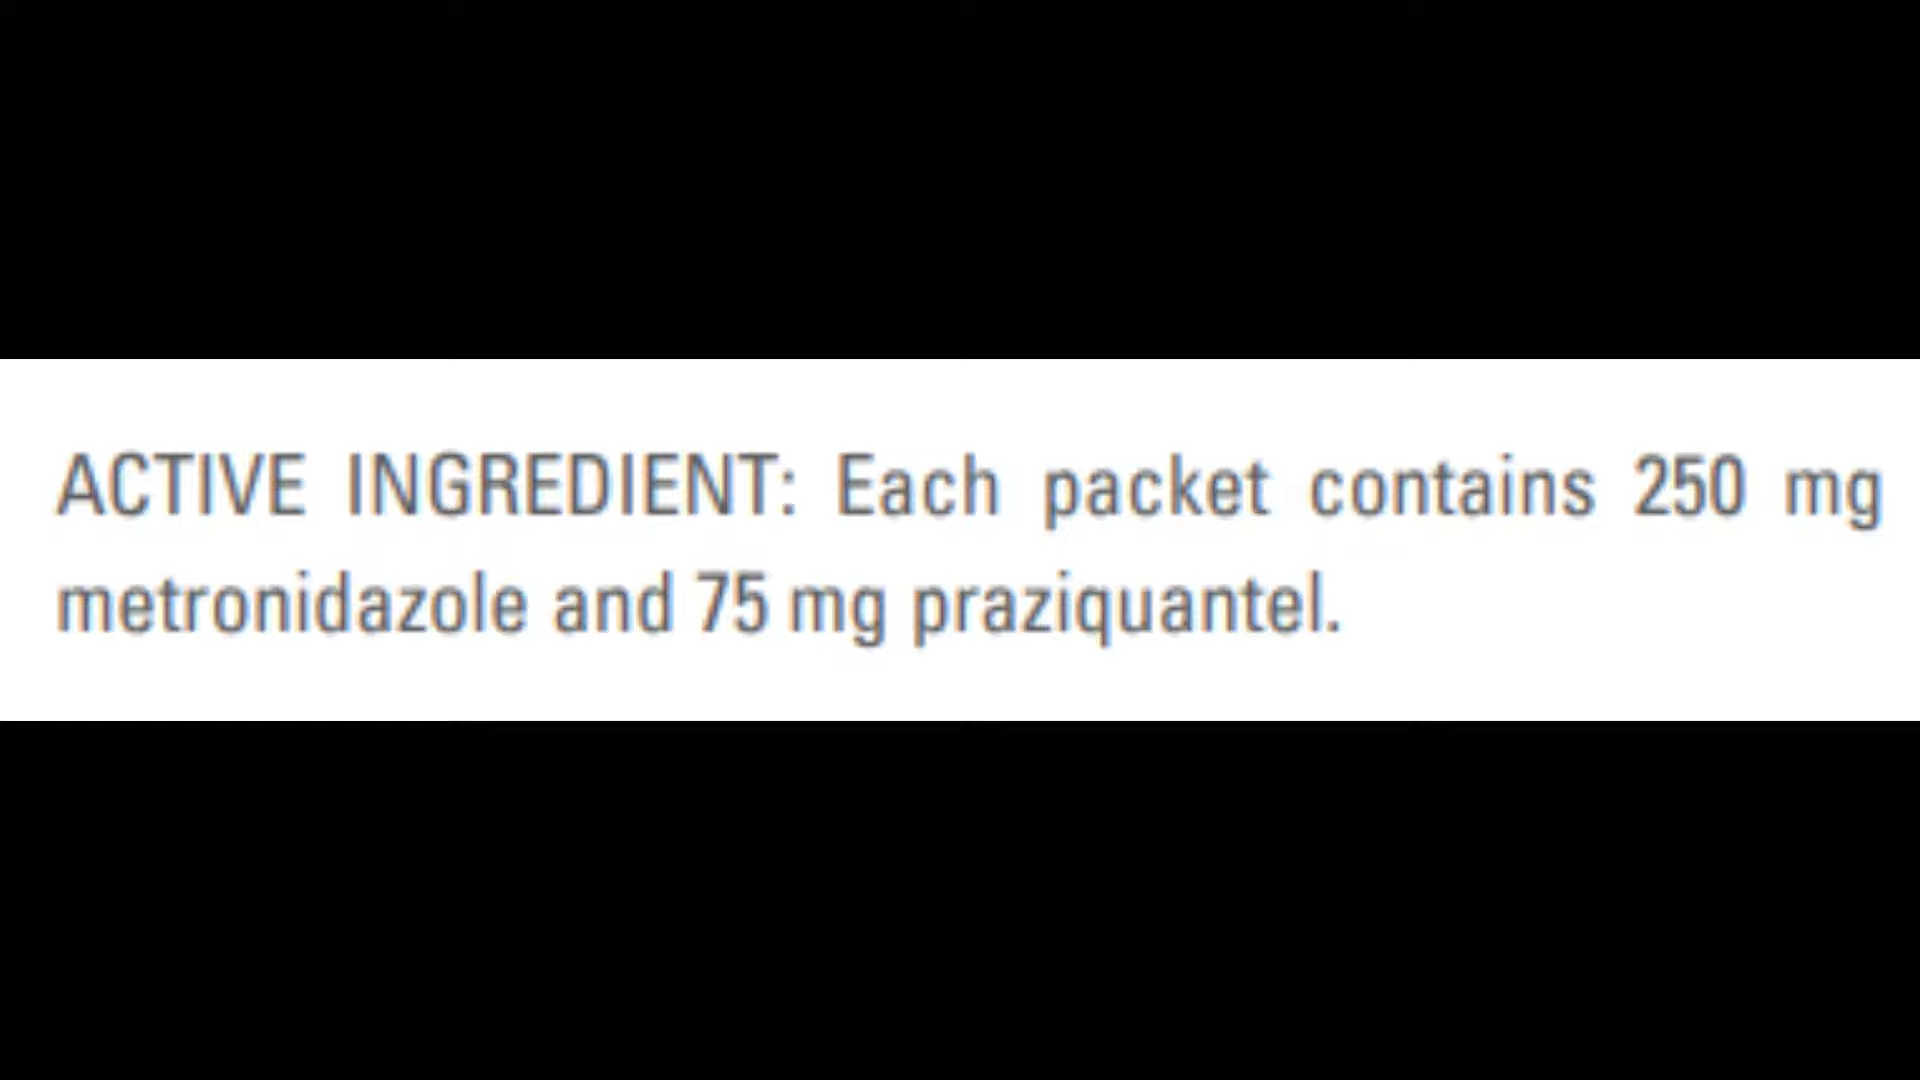 ACTIVE INGREDIENT: Each packet contains 250 mg
metronidazole and 75 mg praziquantel.